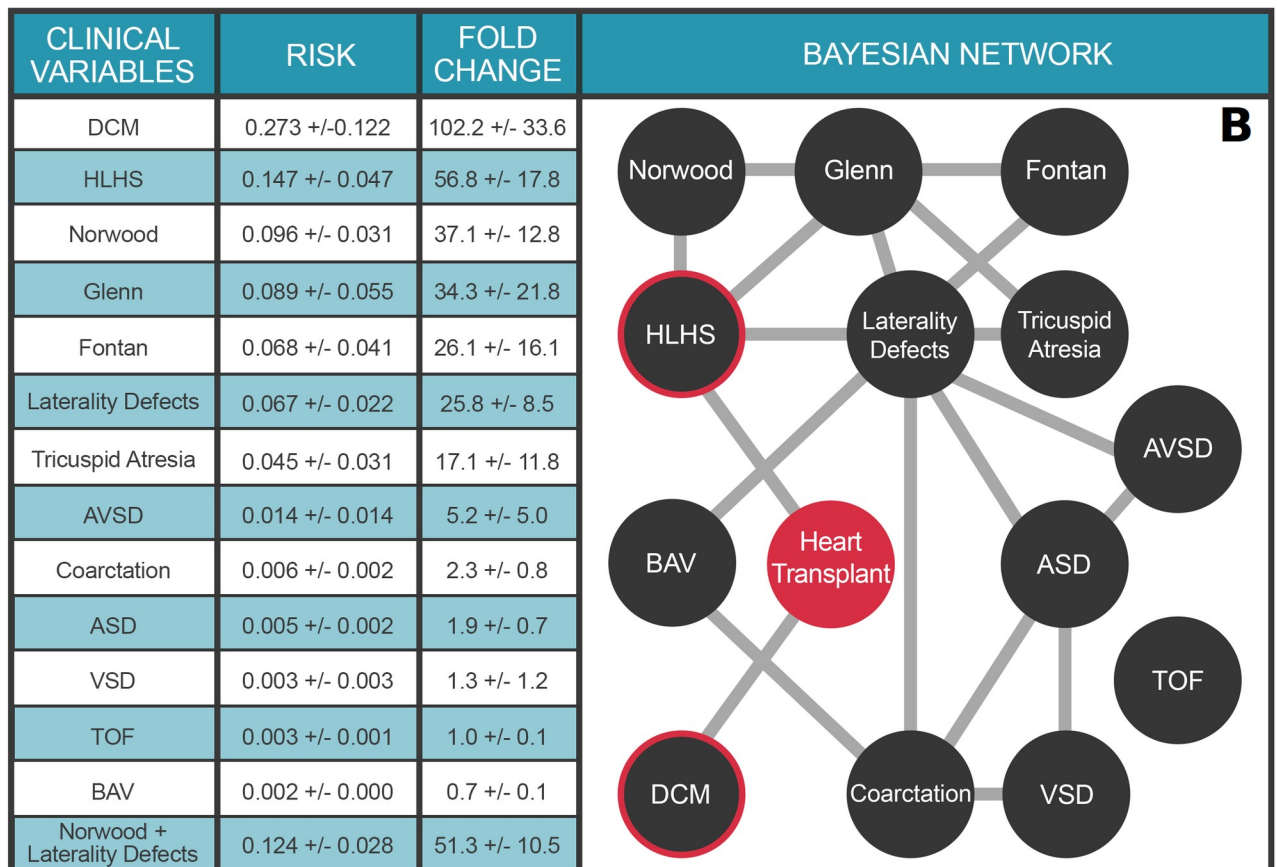 CLINICAL VARIABLES RISK FOLD CHANGE BAYESIAN NETWORK
DCM 0.273 +/-0.122 102.2 +/- 33.6
HLHS 0.147 +/- 0.047 56.8 +/- 17.8
Norwood 0.096 +/- 0.031 37.1 +/- 12.8
Glenn 0.089 +/- 0.055 34.3 +/- 21.8
Fontan 0.068 +/- 0.041 26.1 +/- 16.1
Laterality Defects 0.067 +/- 0.022 25.8 +/- 8.5
Tricuspid Atresia 0.045 +/- 0.031 17.1 +/- 11.8
AVSD 0.014 +/- 0.014 5.2 +/- 5.0
Coarctation 0.006 +/- 0.002 2.3 +/- 0.8
ASD 0.005 +/- 0.002 1.9 +/- 0.7
VSD 0.003 +/- 0.003 1.3 +/- 1.2
TOF 0.003 +/- 0.001 1.0 +/- 0.1
BAV 0.002 +/- 0.000 0.7 +/- 0.1
Norwood + Laterality Defects 0.124 +/- 0.028 51.3 +/- 10.5
B
Norwood Glenn Fontan
HLHS
Laterality
Defects
Tricuspid
Atresia
AVSD
BAV
Heart
Transplant
ASD
TOF
DCM Coarctation VSD